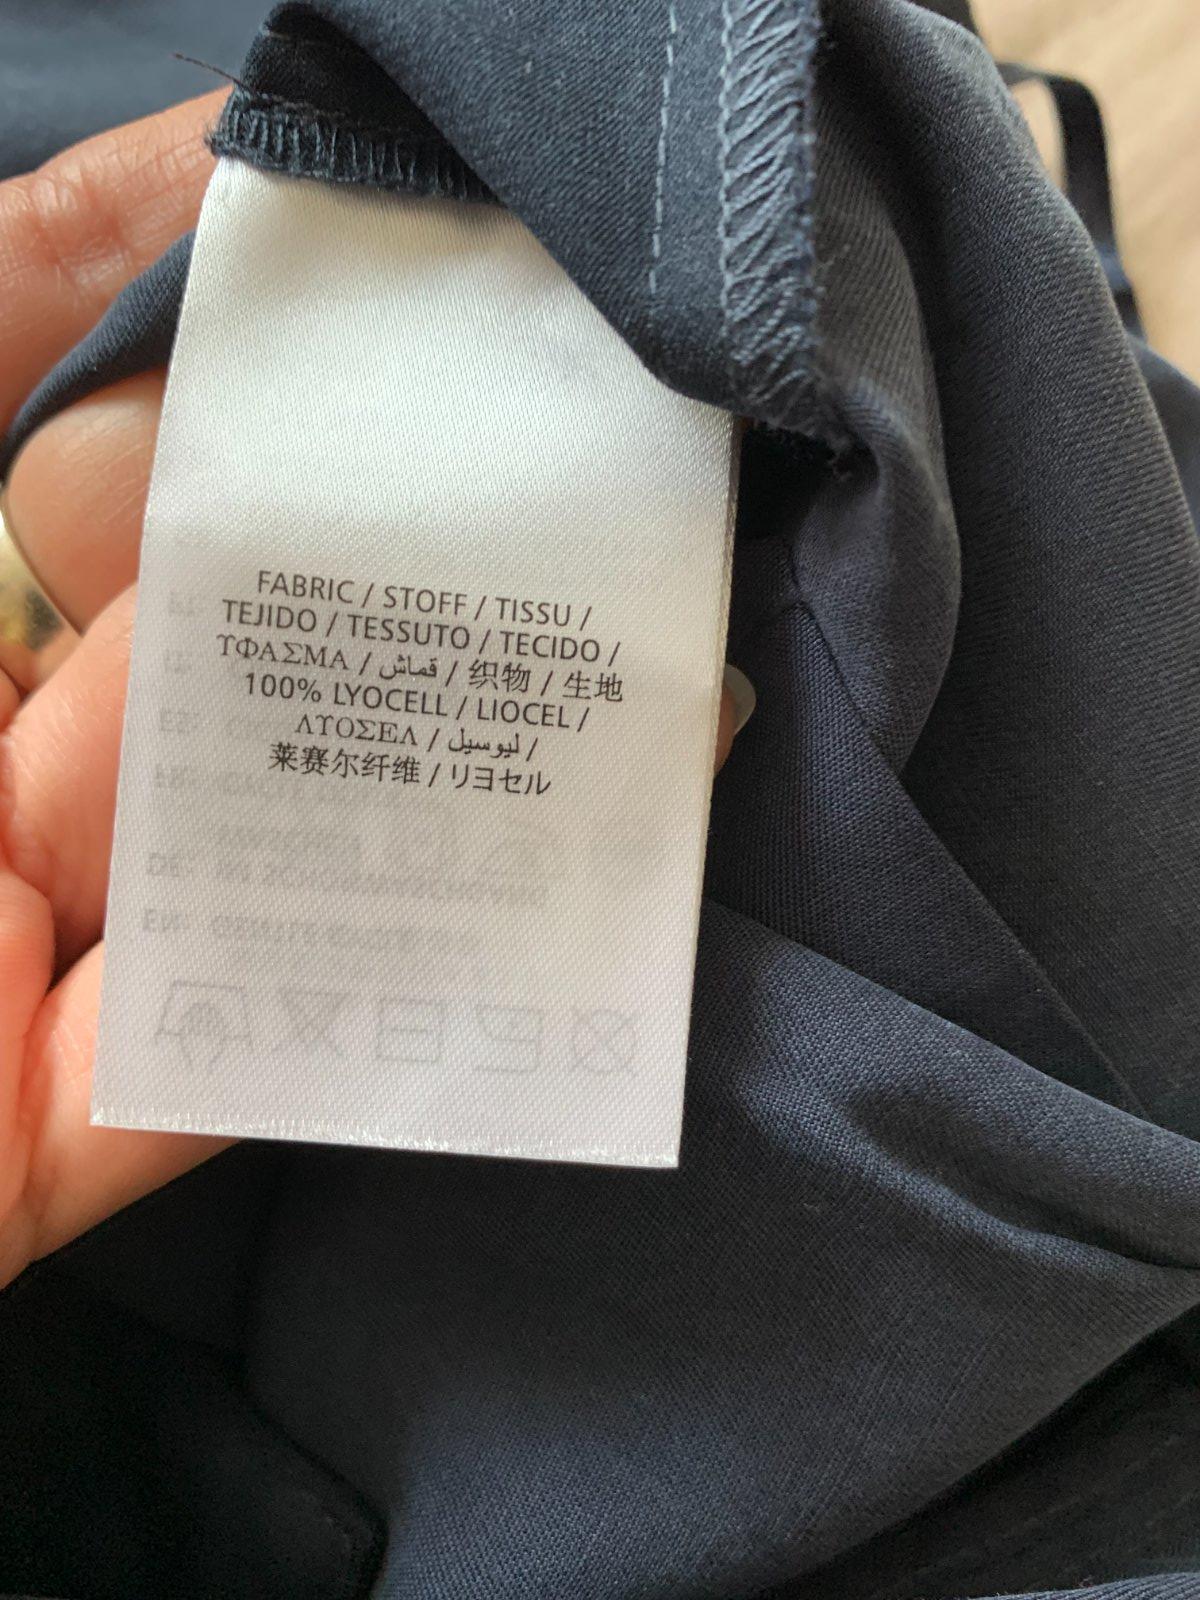 FABRIC / STOFF / TISSU /
TEJIDO / TESSUTO / TECIDO /
ΥΦΑΣΜΑ / قماش / 织物 / 生地
100% LYOCELL / LIOCEL /
ΛΥΟΣΕΛ / ليوسيل /
莱赛尔纤维 / リヨセル